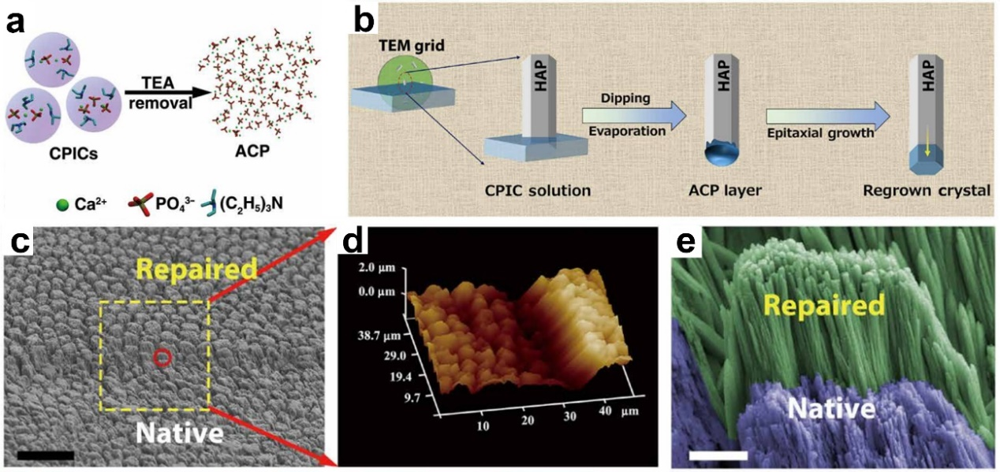 a
TEA
removal
CPICs
ACP
Ca²⁺
PO₄³⁻
(C₂H₅)₃N
b
TEM grid
HAP
HAP
HAP
Dipping
Evaporation
Epitaxial growth
CPIC solution
ACP layer
Regrown crystal
c
Repaired
Native
d
2.0 μm
0.0 μm
38.7 μm
29.0
19.4
9.7
10
20
30
40 μm
e
Repaired
Native